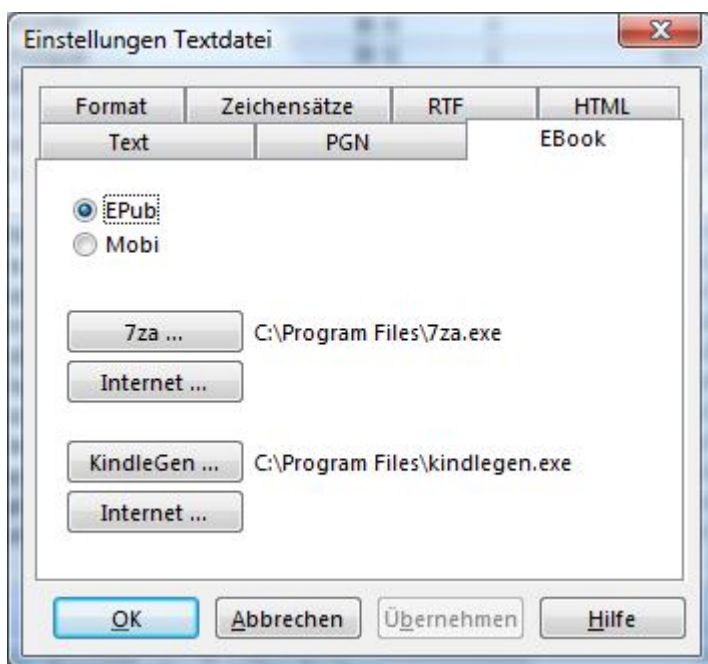 Einstellungen Textdatei
Format Zeichensätze RTF HTML
Text PGN EBook
EPub
Mobi
7za ... C:\Program Files\7za.exe
Internet ...
KindleGen ... C:\Program Files\kindlegen.exe
Internet ...
OK Abbrechen Übernehmen Hilfe